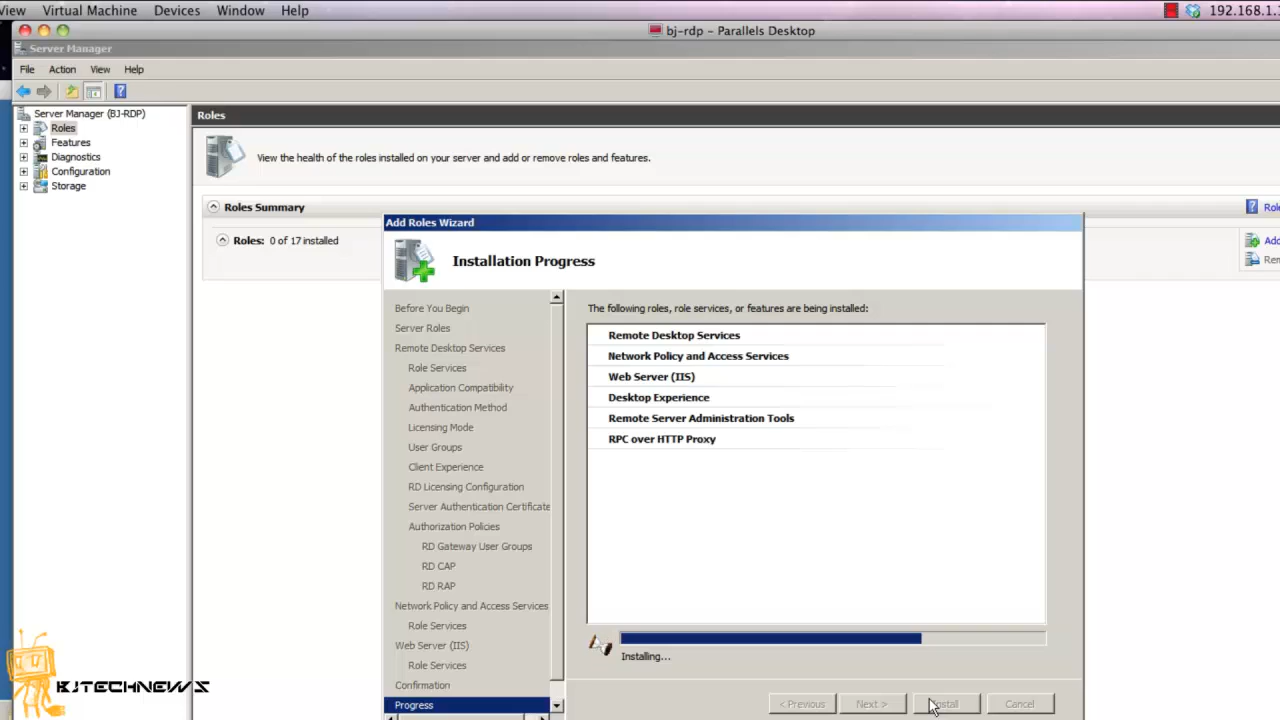 View Virtual Machine Devices Window Help 192.168.1.
bj-rdp - Parallels Desktop
Server Manager
File Action View Help
Server Manager (BJ-RDP)
Roles
Features
Diagnostics
Configuration
Storage
Roles
View the health of the roles installed on your server and add or remove roles and features.
Roles Summary
Roles: 0 of 17 installed
Add Roles Wizard
Installation Progress
Before You Begin
Server Roles
Remote Desktop Services
Role Services
Application Compatibility
Authentication Method
Licensing Mode
User Groups
Client Experience
RD Licensing Configuration
Server Authentication Certificate
Authorization Policies
RD Gateway User Groups
RD CAP
RD RAP
Network Policy and Access Services
Role Services
Web Server (IIS)
Role Services
Confirmation
Progress
The following roles, role services, or features are being installed:
Remote Desktop Services
Network Policy and Access Services
Web Server (IIS)
Desktop Experience
Remote Server Administration Tools
RPC over HTTP Proxy
Installing...
< Previous Next > Install Cancel
BJTECHNEWS